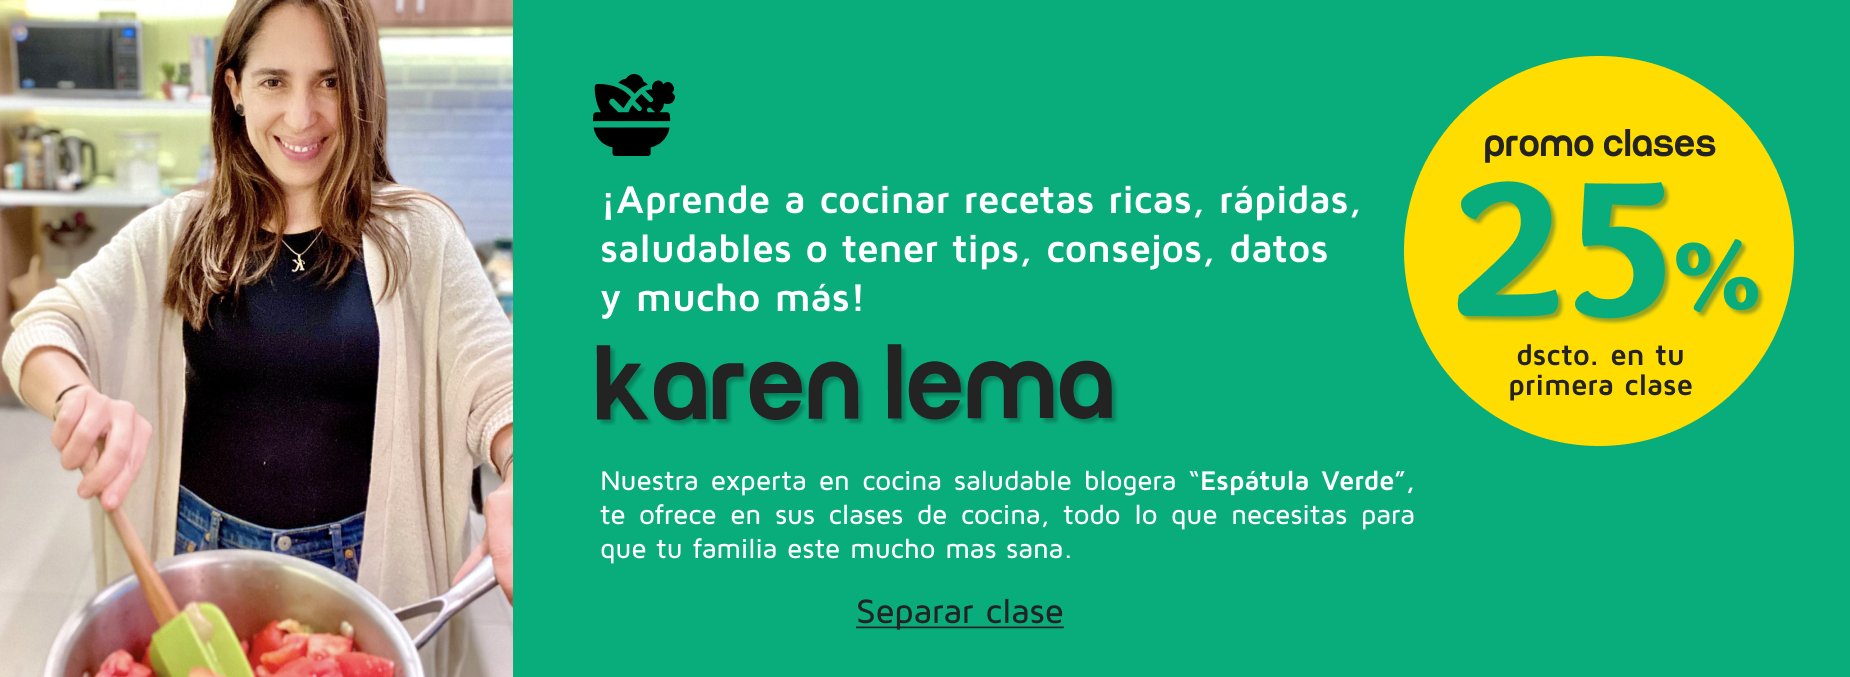 ¡Aprende a cocinar recetas ricas, rápidas,
saludables o tener tips, consejos, datos
y mucho más!
karen lema
Nuestra experta en cocina saludable blogera “Espátula Verde”,
te ofrece en sus clases de cocina, todo lo que necesitas para
que tu familia este mucho mas sana.
Separar clase
promo clases
25%
dscto. en tu
primera clase